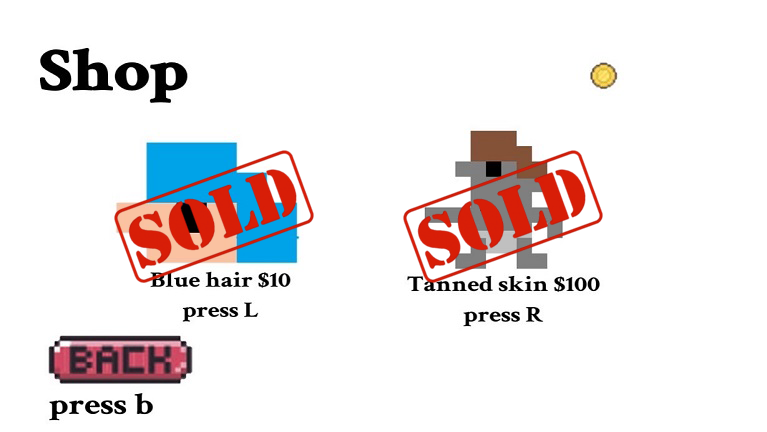 Shop
SOLD
Blue hair $10
press L
SOLD
Tanned skin $100
press R
BACK
press b